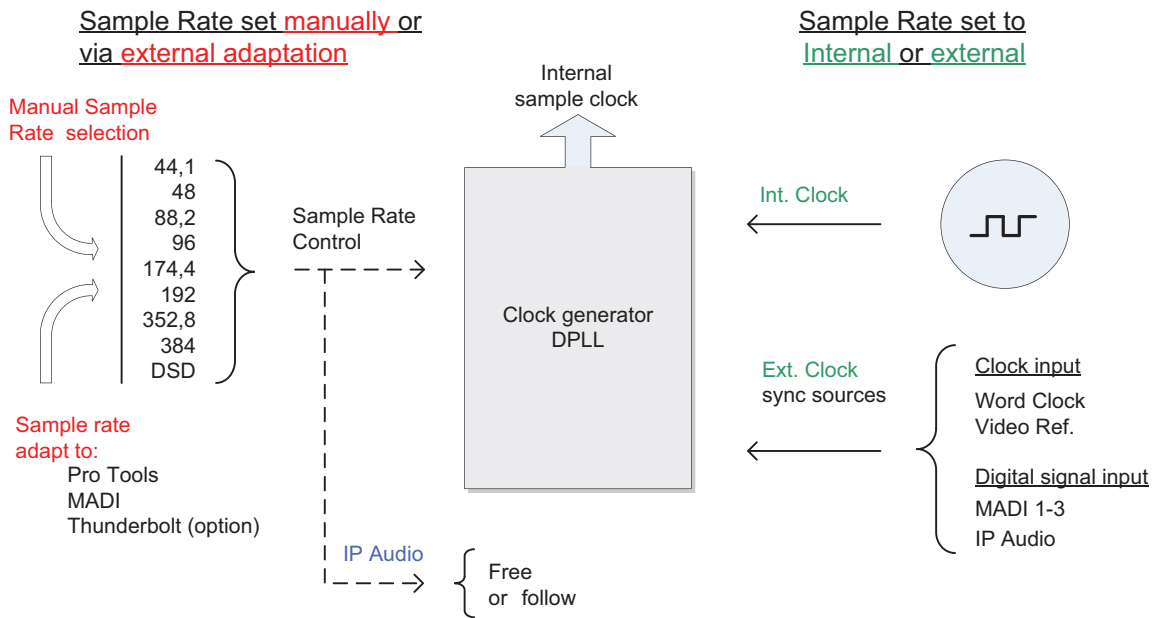 Sample Rate set manually or
via external adaptation
Sample Rate set to
Internal or external
Internal
sample clock
Manual Sample
Rate selection
44,1
48
88,2
96
174,4
192
352,8
384
DSD
Sample Rate
Control
Clock generator
DPLL
Int. Clock
Ext. Clock
sync sources
Clock input
Word Clock
Video Ref.
Digital signal input
MADI 1-3
IP Audio
Sample rate
adapt to:
Pro Tools
MADI
Thunderbolt (option)
IP Audio
Free
or follow